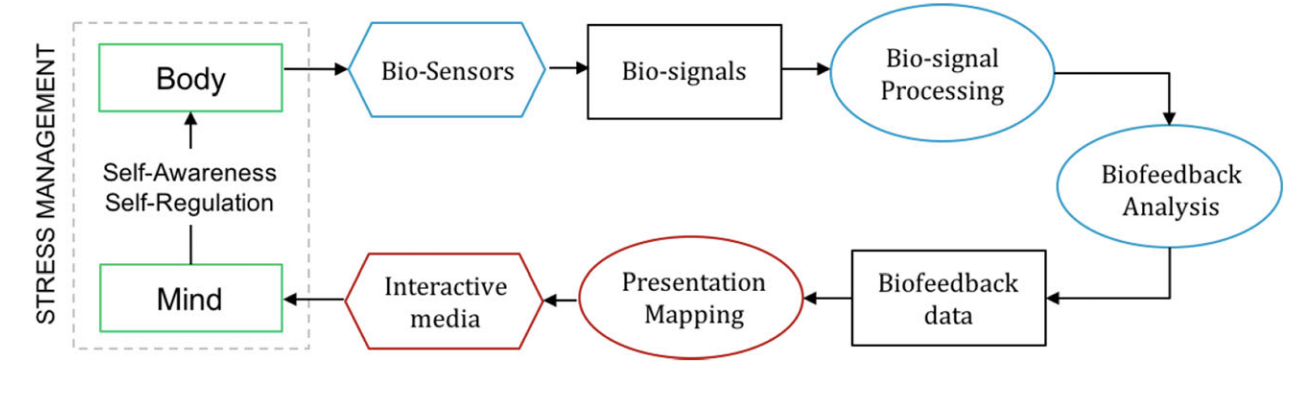 STRESS MANAGEMENT
Body
Self-Awareness
Self-Regulation
Mind
Bio-Sensors
Bio-signals
Bio-signal
Processing
Biofeedback
Analysis
Biofeedback
data
Presentation
Mapping
Interactive
media